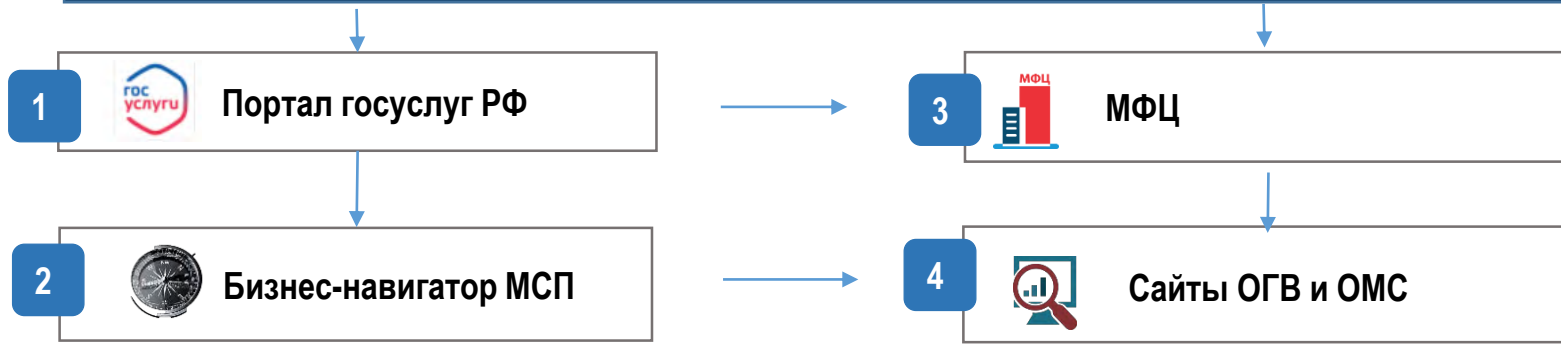 1
гос
услуги
Портал госуслуг РФ
3
МФЦ
МФЦ
2
Бизнес-навигатор МСП
4
Сайты ОГВ и ОМС